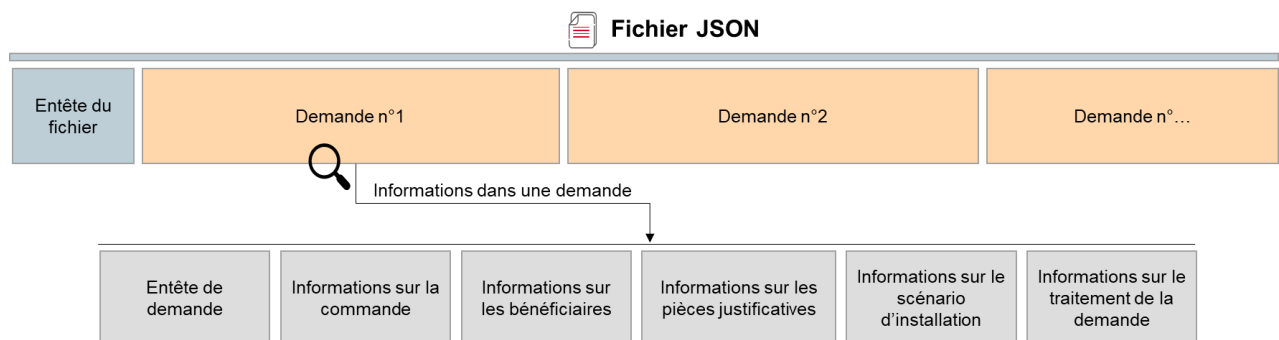 Fichier JSON
Entête du
fichier
Demande n°1
Demande n°2
Demande n°…
Informations dans une demande
Entête de
demande
Informations sur la
commande
Informations sur
les bénéficiaires
Informations sur les
pièces justificatives
Informations sur le
scénario
d’installation
Informations sur le
traitement de la
demande